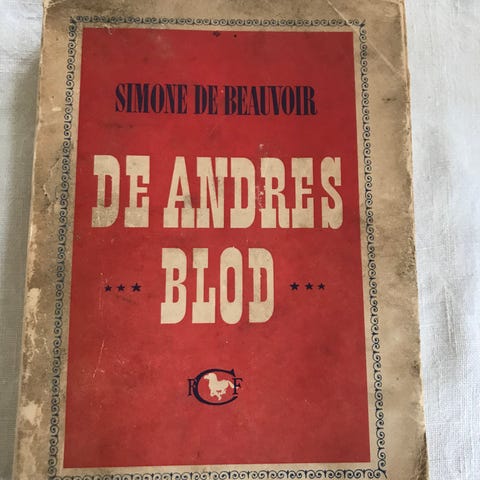 SIMONE DE BEAUVOIR
DE ANDRES
BLOD
R C F